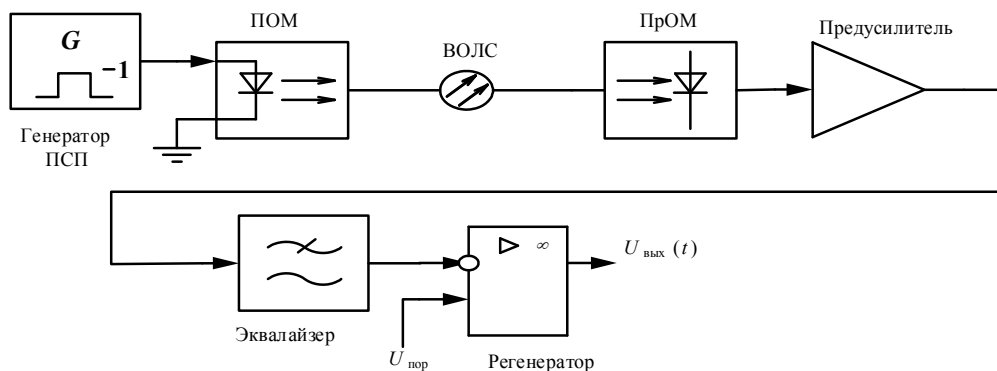 ПОМ
ПрОМ
Предусилитель
G
−1
ВОЛС
Генератор
ПСП
U вых (t)
∞
Эквалайзер
U пор
Регенератор